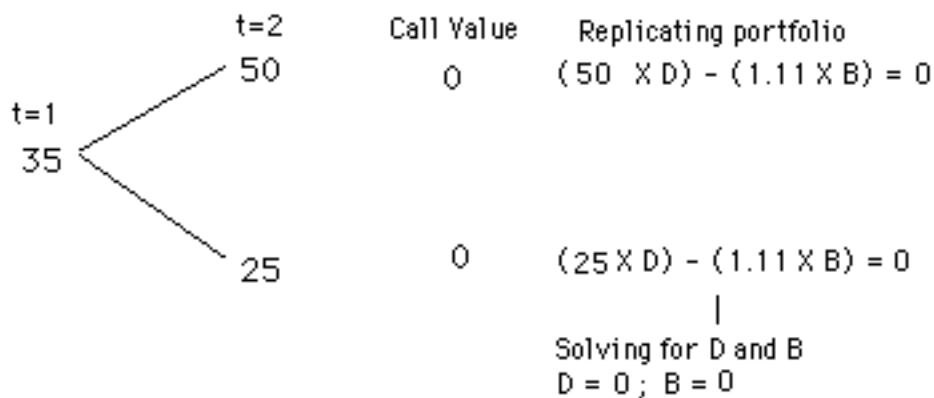 t=2 Call Value Replicating portfolio
50 0 (50 X D) - (1.11 X B) = 0
t=1
35
25 0 (25 X D) - (1.11 X B) = 0
|
Solving for D and B
D = 0 ; B = 0